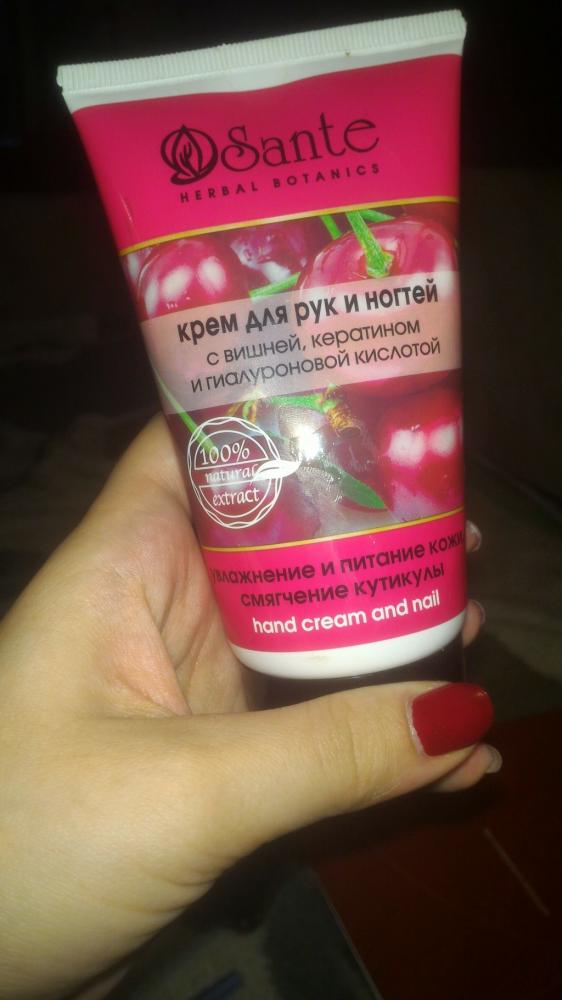 Sante
HERBAL BOTANICS
крем для рук и ногтей
с вишней, кератином
и гиалуроновой кислотой
100%
natural
extract
увлажнение и питание кожи
смягчение кутикулы
hand cream and nail